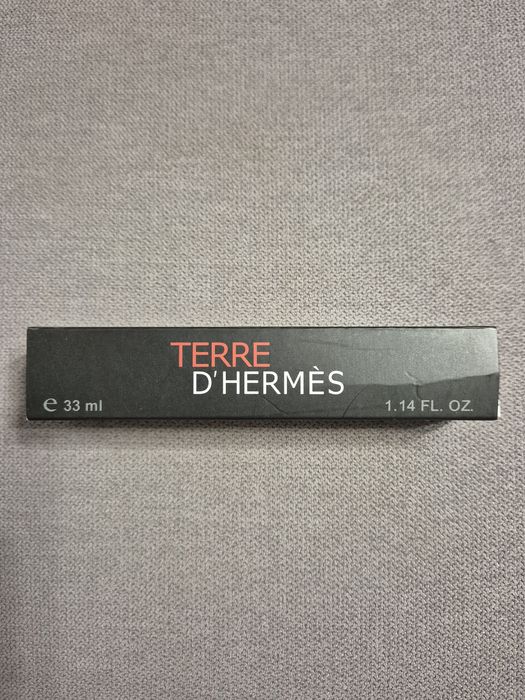 TERRE
D'HERMÈS
e 33 ml
1.14 FL. OZ.